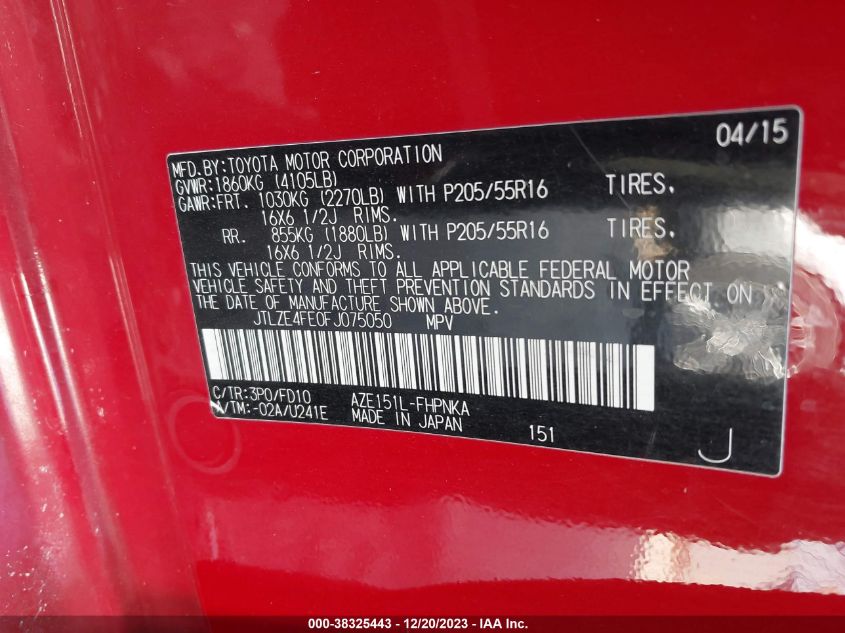 04/15
MFD.BY:TOYOTA MOTOR CORPORATION
GVWR:1860KG (4105LB)
GAWR:FRT. 1030KG (2270LB) WITH P205/55R16 TIRES.
16X6 1/2J RIMS.
RR. 855KG (1880LB) WITH P205/55R16 TIRES.
16X6 1/2J RIMS.
THIS VEHICLE CONFORMS TO ALL APPLICABLE FEDERAL MOTOR
VEHICLE SAFETY AND THEFT PREVENTION STANDARDS IN EFFECT ON
THE DATE OF MANUFACTURE SHOWN ABOVE.
JTLZE4FE0FJ075050 MPV
C/TR:3P0/FD10 AZE151L-FHPNKA
A/TM:-02A/U241E MADE IN JAPAN 151
J
000-38325443 - 12/20/2023 - IAA Inc.